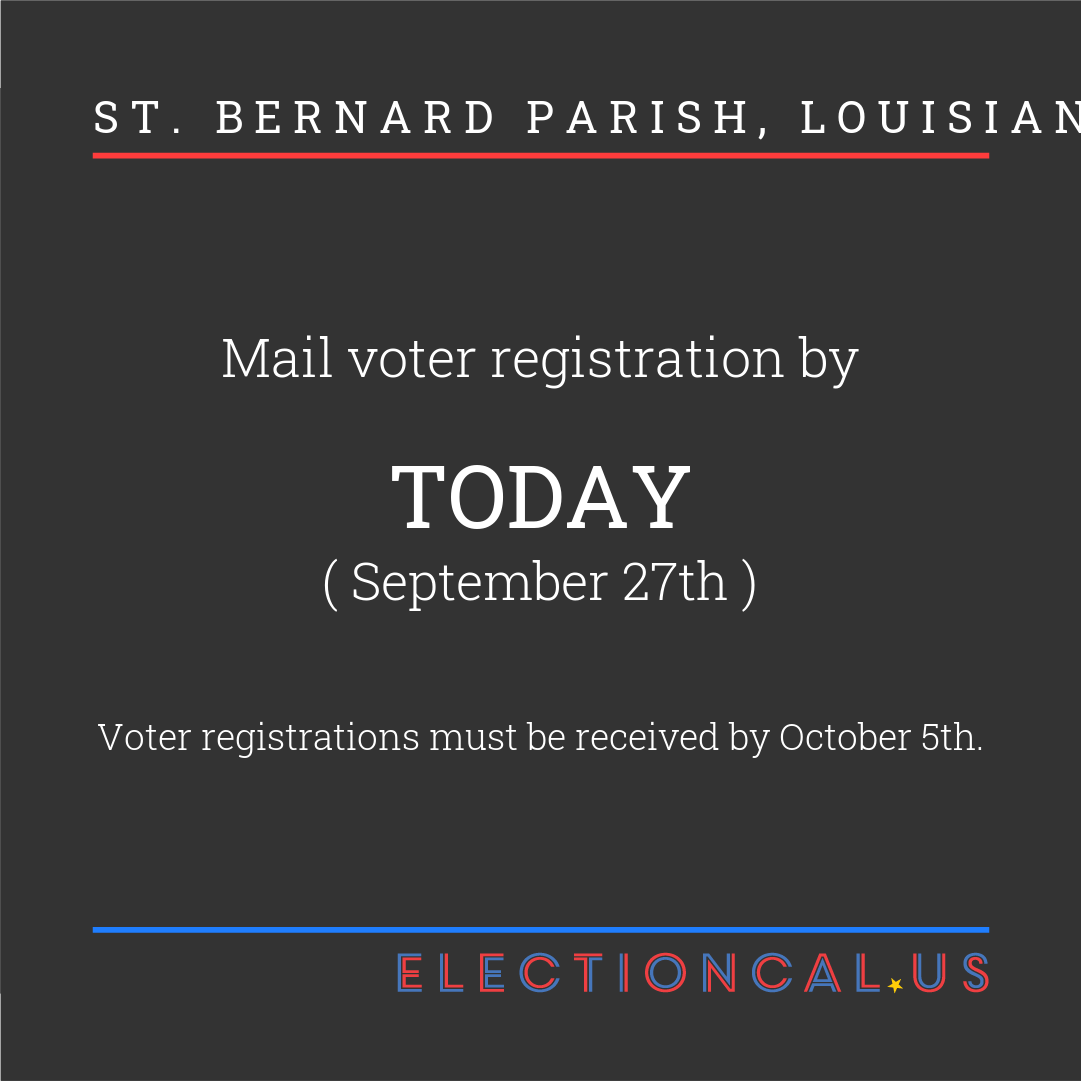 ST. BERNARD PARISH, LOUISIAN
Mail voter registration by
TODAY
( September 27th )
Voter registrations must be received by October 5th.
ELECTIONCAL.US